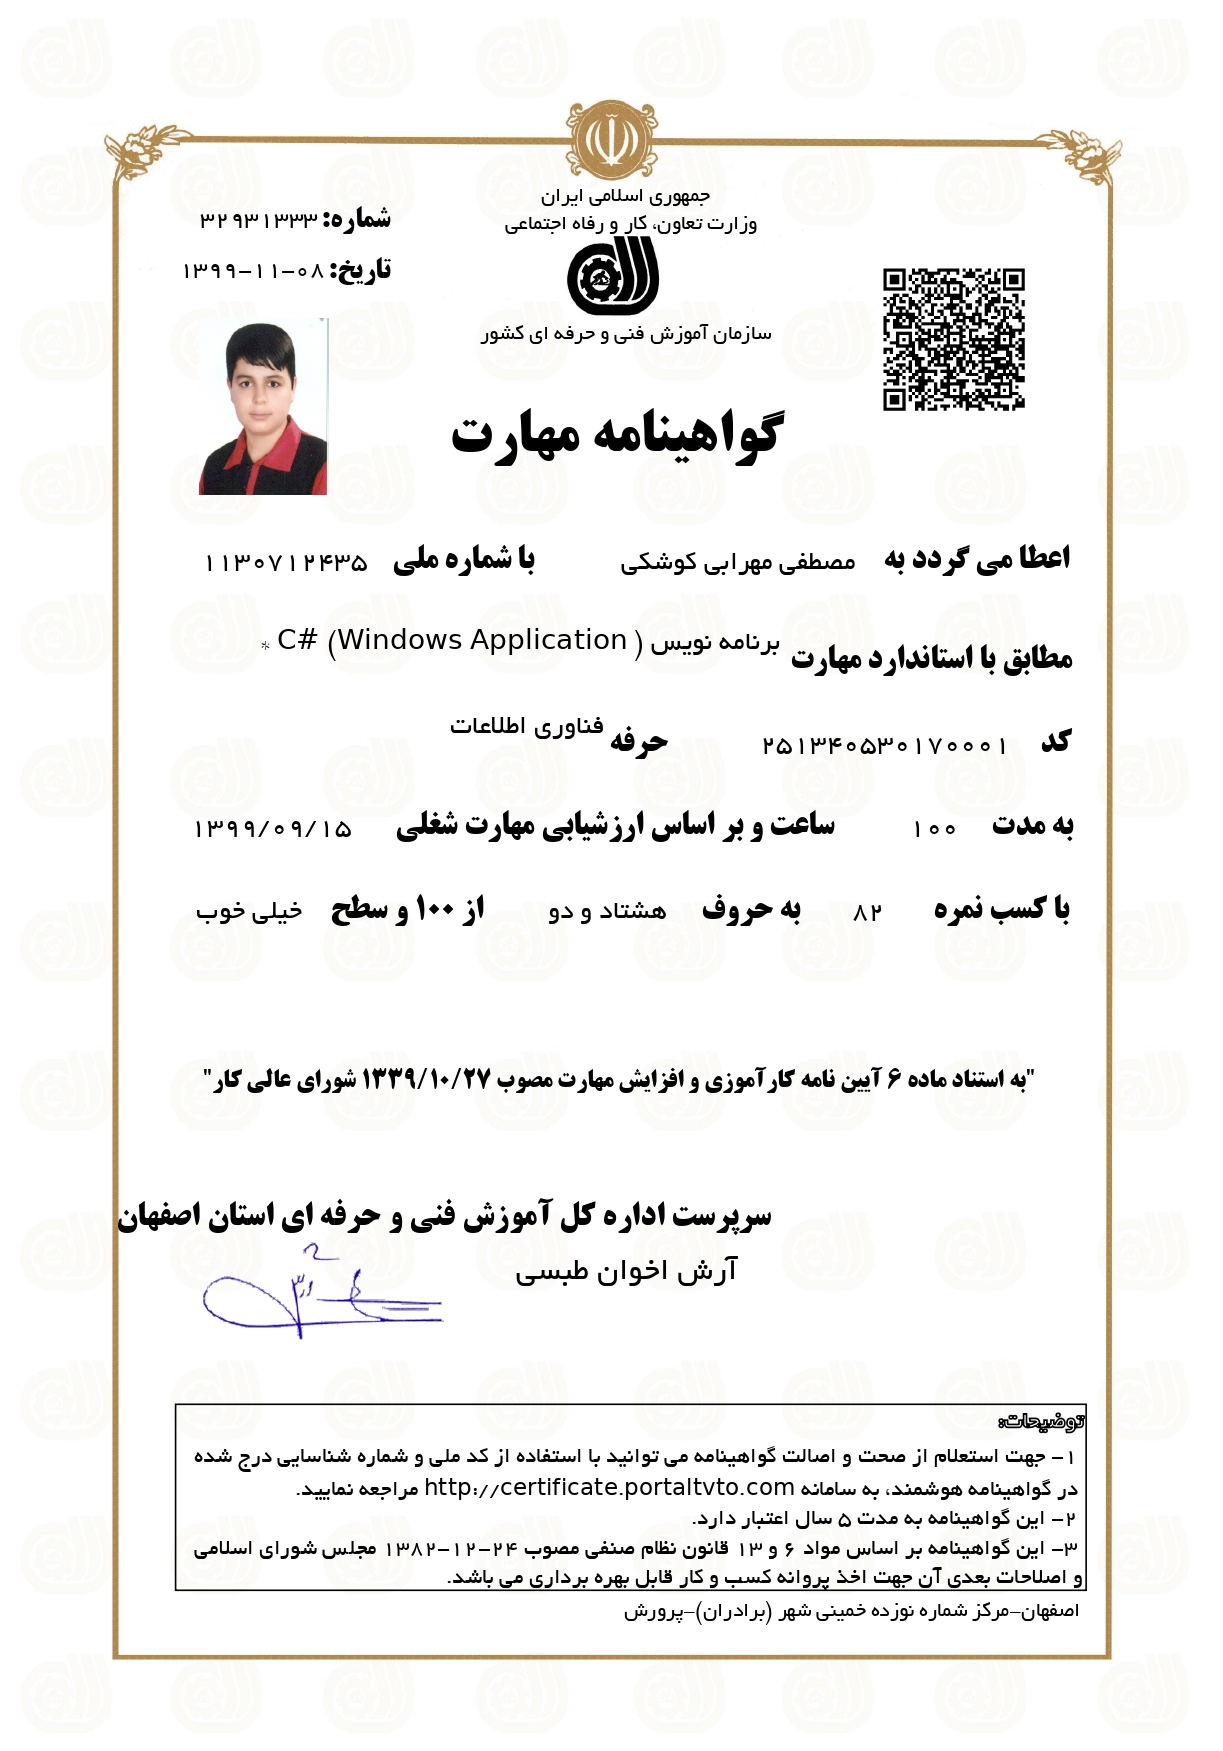 جمهوری اسلامی ایران
وزارت تعاون، کار و رفاه اجتماعی
شماره: ۳۲۹۳۱۳۳۳
تاریخ: ۱۳۹۹-۱۱-۰۸
سازمان آموزش فنی و حرفه ای کشور
گواهینامه مهارت
اعطا می گردد به مصطفی مهرابی کوشکی با شماره ملی ۱۱۳۰۷۱۲۴۳۵
مطابق با استاندارد مهارت برنامه نویس C# (Windows Application) *
کد ۲۵۱۳۴۰۵۳۰۱۷۰۰۰۱ حرفه فناوری اطلاعات
به مدت ۱۰۰ ساعت و بر اساس ارزشیابی مهارت شغلی ۱۳۹۹/۰۹/۱۵
با کسب نمره ۸۲ به حروف هشتاد و دو از ۱۰۰ و سطح خیلی خوب
"به استناد ماده ۶ آیین نامه کارآموزی و افزایش مهارت مصوب ۱۳۳۹/۱۰/۲۷ شورای عالی کار"
سرپرست اداره کل آموزش فنی و حرفه ای استان اصفهان
آرش اخوان طبسی
توضیحات:
۱- جهت استعلام از صحت و اصالت گواهینامه می توانید با استفاده از کد ملی و شماره شناسایی درج شده
در گواهینامه هوشمند، به سامانه http://certificate.portaltvto.com مراجعه نمایید.
۲- این گواهینامه به مدت ۵ سال اعتبار دارد.
۳- این گواهینامه بر اساس مواد ۶ و ۱۳ قانون نظام صنفی مصوب ۲۴-۱۲-۱۳۸۲ مجلس شورای اسلامی
و اصلاحات بعدی آن جهت اخذ پروانه کسب و کار قابل بهره برداری می باشد.
اصفهان-مرکز شماره نوزده خمینی شهر (برادران)-پرورش